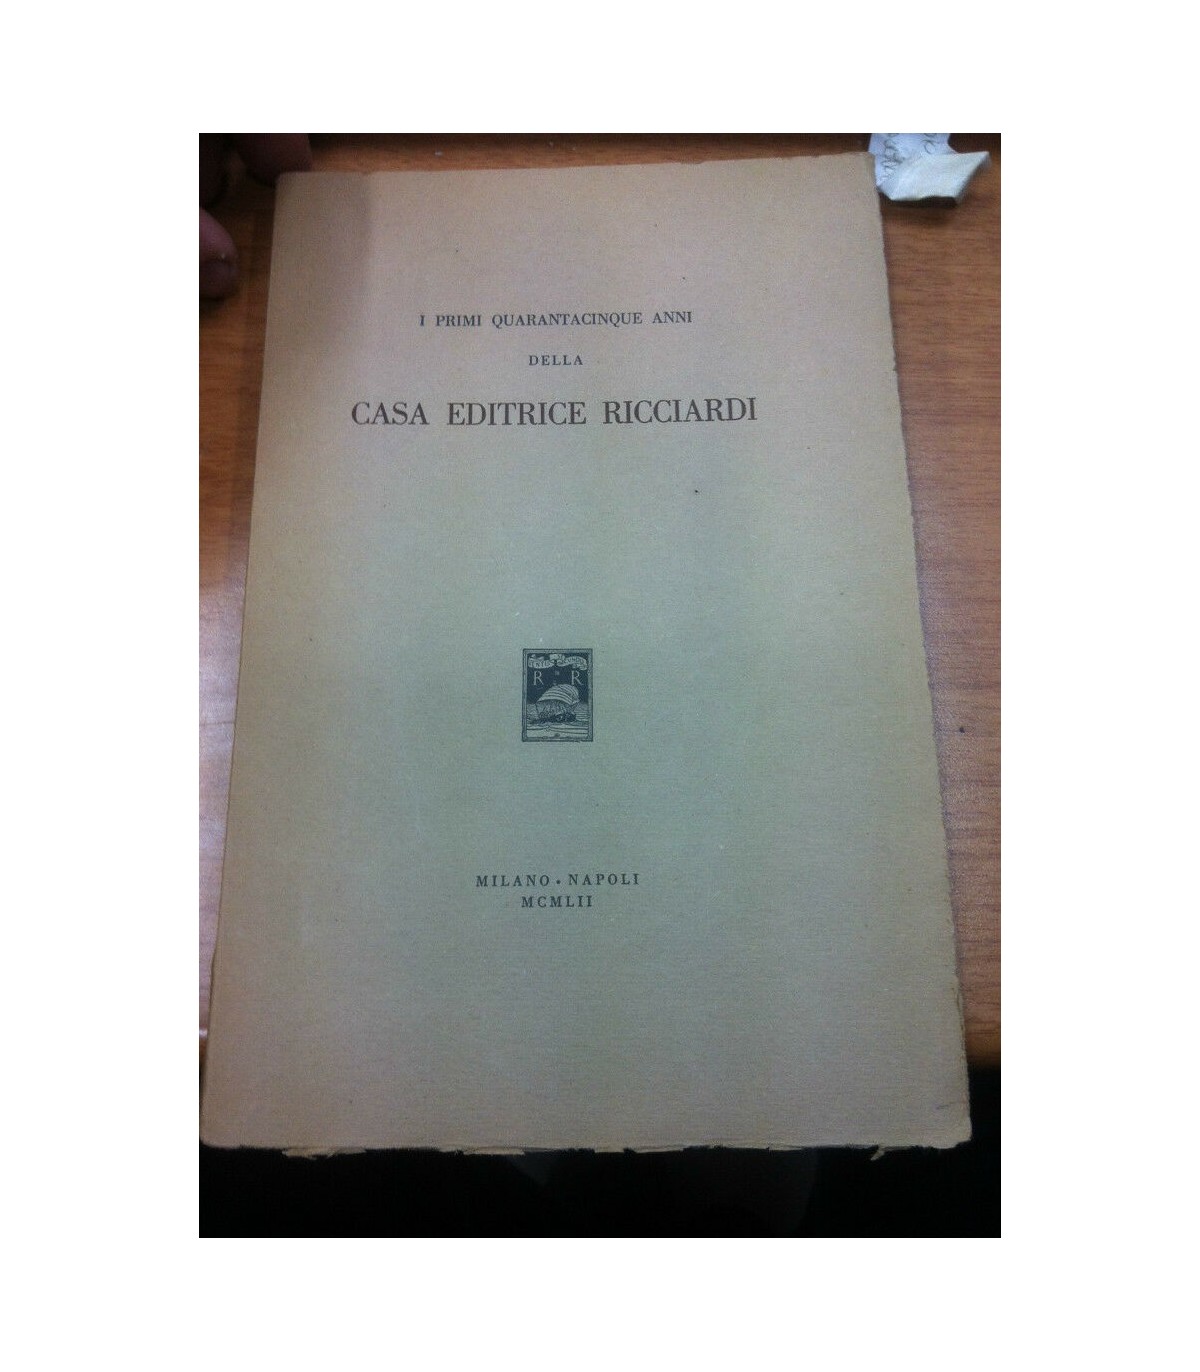 I PRIMI QUARANTACINQUE ANNI
DELLA
CASA EDITRICE RICCIARDI
R R
MILANO • NAPOLI
MCMLII